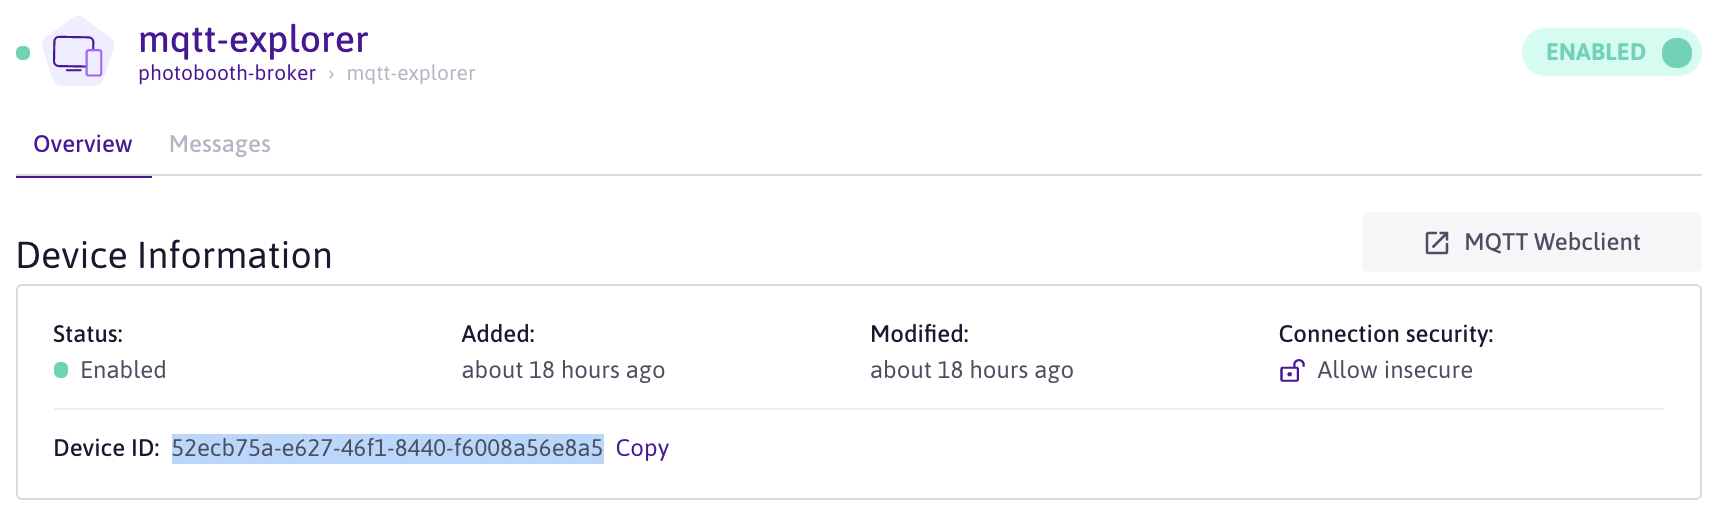 mqtt-explorer
photobooth-broker › mqtt-explorer
ENABLED
Overview Messages
Device Information
MQTT Webclient
Status: Added: Modified: Connection security:
Enabled about 18 hours ago about 18 hours ago Allow insecure
Device ID: 52ecb75a-e627-46f1-8440-f6008a56e8a5 Copy